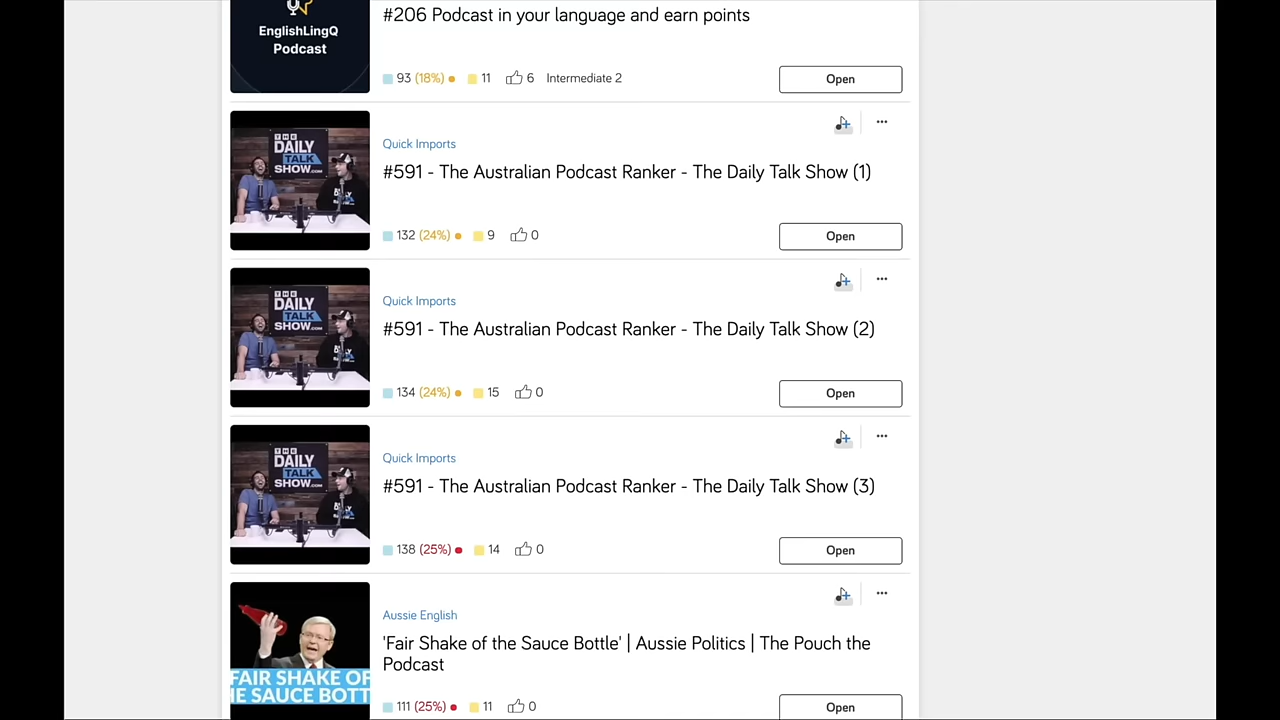 EnglishLingQ
Podcast
#206 Podcast in your language and earn points
93 (18%) 11 6 Intermediate 2
Open
THE
DAILY
TALK
SHOW.COM
Quick Imports
#591 - The Australian Podcast Ranker - The Daily Talk Show (1)
132 (24%) 9 0
Open
THE
DAILY
TALK
SHOW.COM
Quick Imports
#591 - The Australian Podcast Ranker - The Daily Talk Show (2)
134 (24%) 15 0
Open
THE
DAILY
TALK
SHOW.COM
Quick Imports
#591 - The Australian Podcast Ranker - The Daily Talk Show (3)
138 (25%) 14 0
Open
FAIR SHAKE OF
HE SAUCE BOTT
Aussie English
'Fair Shake of the Sauce Bottle' | Aussie Politics | The Pouch the
Podcast
111 (25%) 11 0
Open